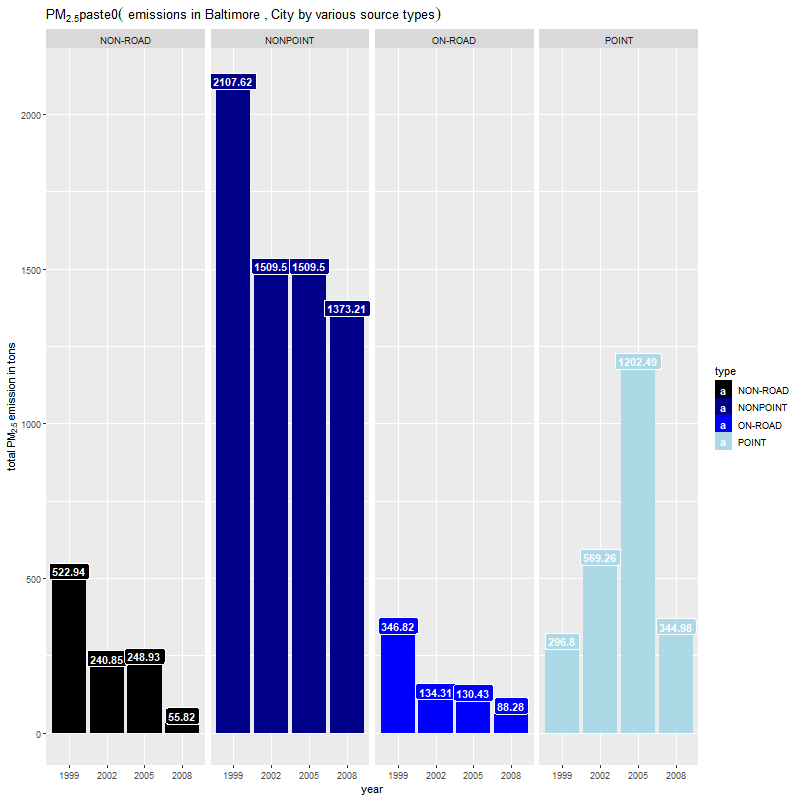 PM2.5paste0( emissions in Baltimore , City by various source types)
NON-ROAD NONPOINT ON-ROAD POINT
total PM2.5 emission in tons
2000
1500
1000
500
0
522.94 240.85 248.93 55.82
2107.62 1509.5 1509.5 1373.21
346.82 134.31 130.43 88.28
296.8 569.26 1202.49 344.98
1999 2002 2005 2008 1999 2002 2005 2008 1999 2002 2005 2008 1999 2002 2005 2008
year
type
a NON-ROAD
a NONPOINT
a ON-ROAD
a POINT